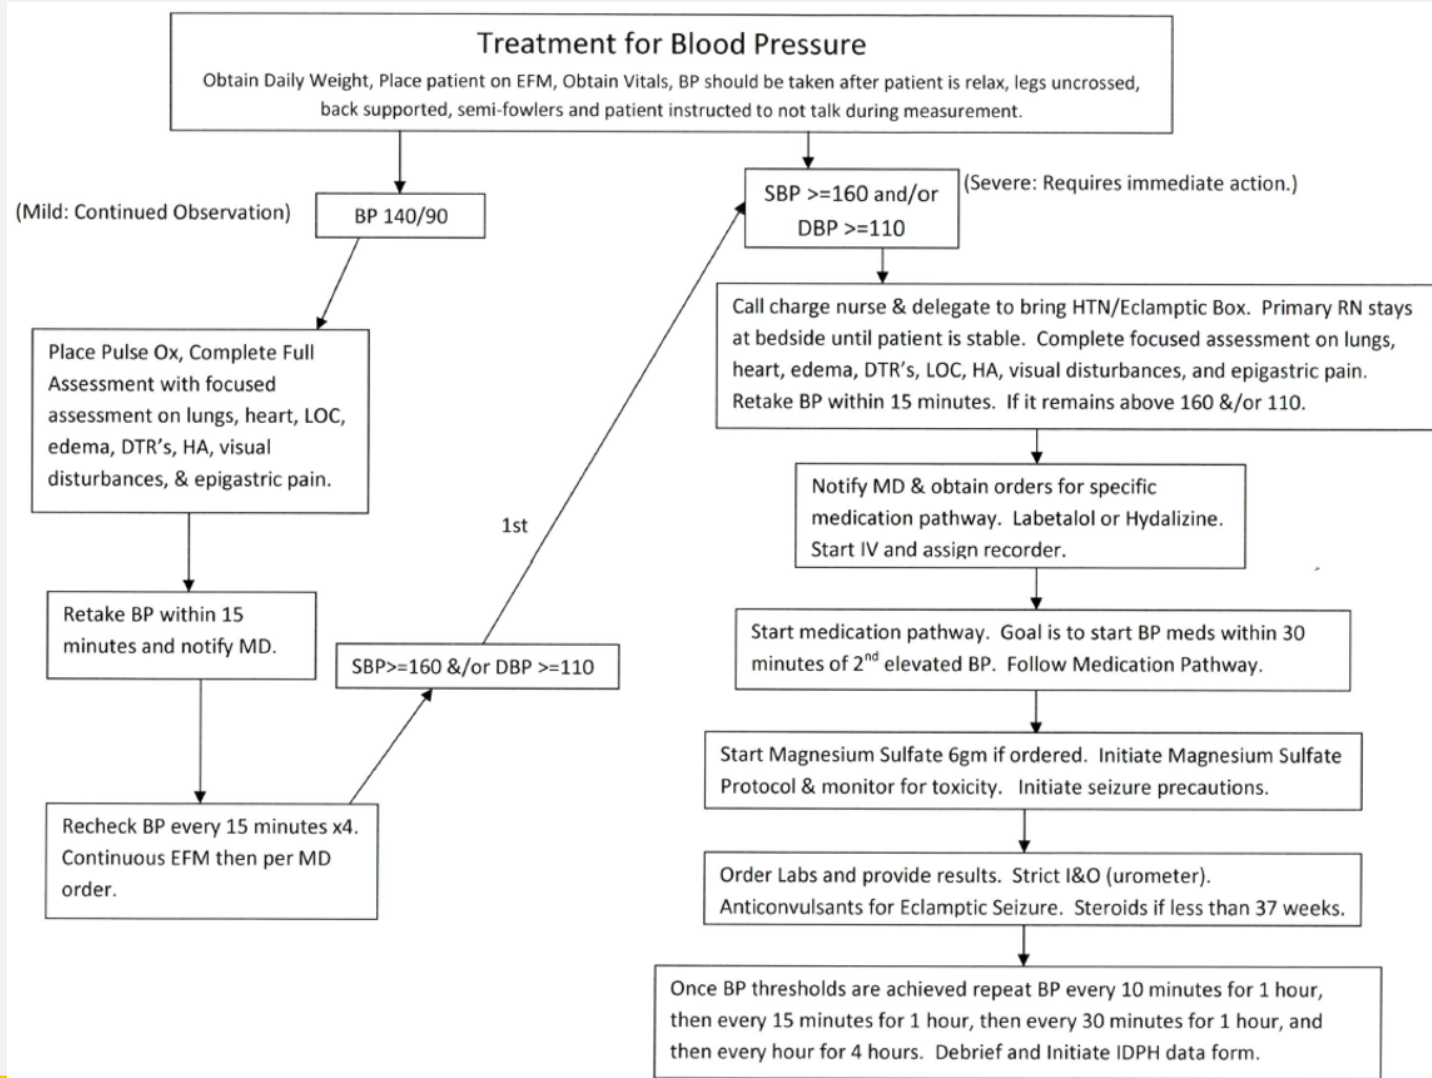 Treatment for Blood Pressure
Obtain Daily Weight, Place patient on EFM, Obtain Vitals, BP should be taken after patient is relax, legs uncrossed,
back supported, semi-fowlers and patient instructed to not talk during measurement.
(Mild: Continued Observation)
BP 140/90
Place Pulse Ox, Complete Full
Assessment with focused
assessment on lungs, heart, LOC,
edema, DTR's, HA, visual
disturbances, & epigastric pain.
Retake BP within 15
minutes and notify MD.
Recheck BP every 15 minutes x4.
Continuous EFM then per MD
order.
SBP>=160 &/or DBP >=110
1st
SBP >=160 and/or
DBP >=110
(Severe: Requires immediate action.)
Call charge nurse & delegate to bring HTN/Eclamptic Box. Primary RN stays
at bedside until patient is stable. Complete focused assessment on lungs,
heart, edema, DTR's, LOC, HA, visual disturbances, and epigastric pain.
Retake BP within 15 minutes. If it remains above 160 &/or 110.
Notify MD & obtain orders for specific
medication pathway. Labetalol or Hydalizine.
Start IV and assign recorder.
Start medication pathway. Goal is to start BP meds within 30
minutes of 2nd elevated BP. Follow Medication Pathway.
Start Magnesium Sulfate 6gm if ordered. Initiate Magnesium Sulfate
Protocol & monitor for toxicity. Initiate seizure precautions.
Order Labs and provide results. Strict I&O (urometer).
Anticonvulsants for Eclamptic Seizure. Steroids if less than 37 weeks.
Once BP thresholds are achieved repeat BP every 10 minutes for 1 hour,
then every 15 minutes for 1 hour, then every 30 minutes for 1 hour, and
then every hour for 4 hours. Debrief and Initiate IDPH data form.